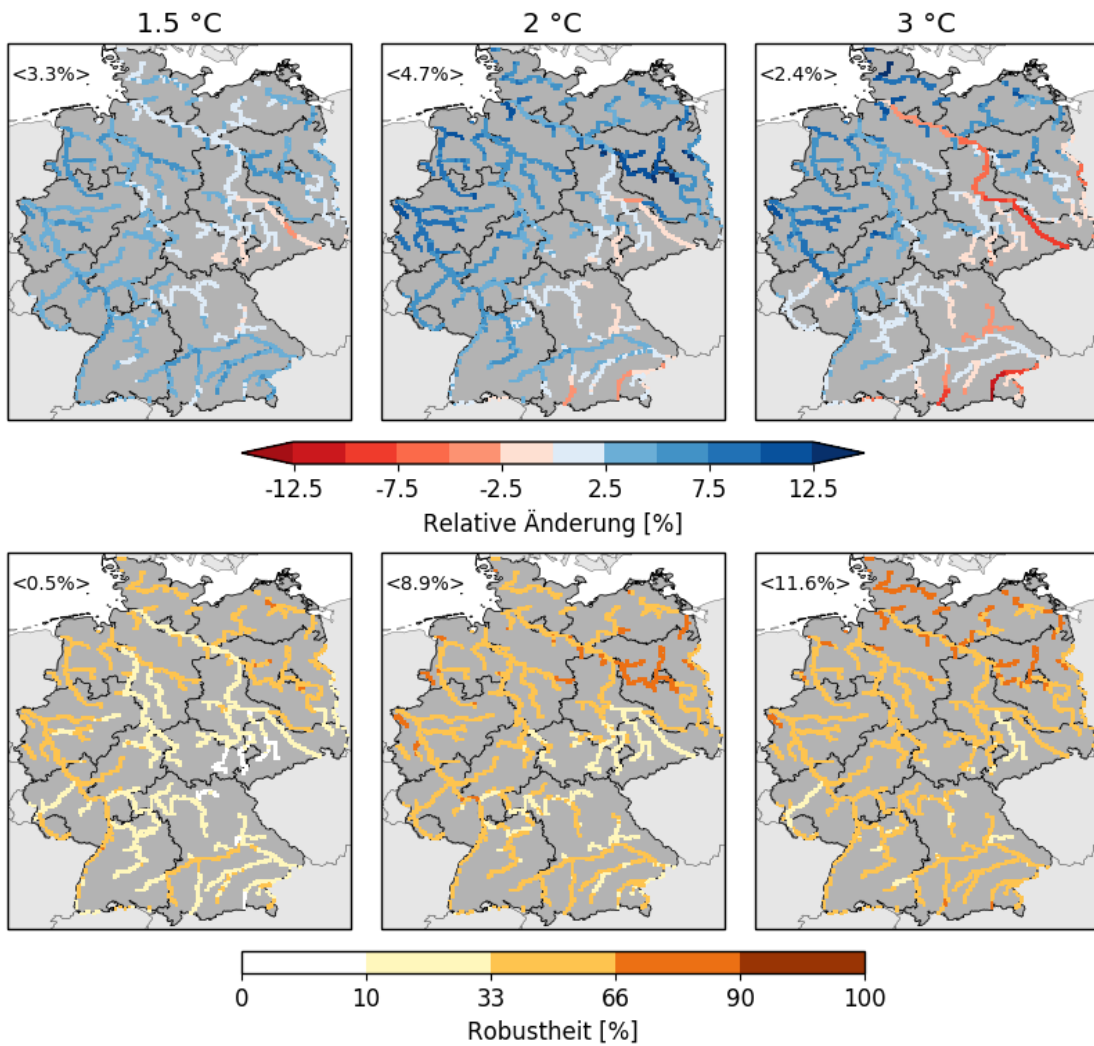 1.5 °C 2 °C 3 °C
<3.3%> <4.7%> <2.4%>
-12.5 -7.5 -2.5 2.5 7.5 12.5
Relative Änderung [%]
<0.5%> <8.9%> <11.6%>
0 10 33 66 90 100
Robustheit [%]